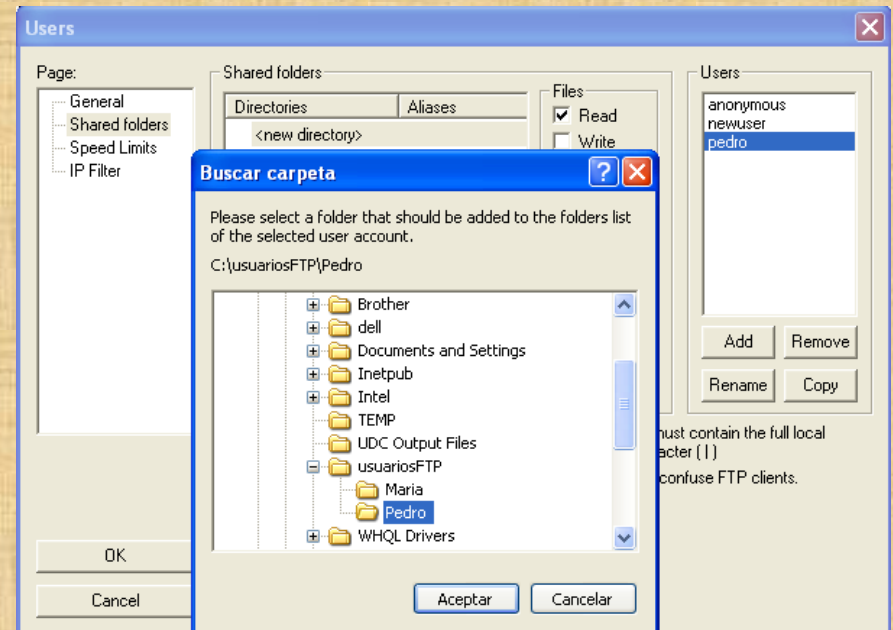 Users
Page:
General
Shared folders
Speed Limits
IP Filter
OK
Cancel
Shared folders
Directories Aliases
<new directory>
Files
Read
Write
Users
anonymous
newuser
pedro
Add Remove
Rename Copy
must contain the full local
( | )
confuse FTP clients.
Buscar carpeta
Please select a folder that should be added to the folders list
of the selected user account.
C:\usuariosFTP\Pedro
Brother
dell
Documents and Settings
Inetpub
Intel
TEMP
UDC Output Files
usuariosFTP
Maria
Pedro
WHQL Drivers
Aceptar Cancelar